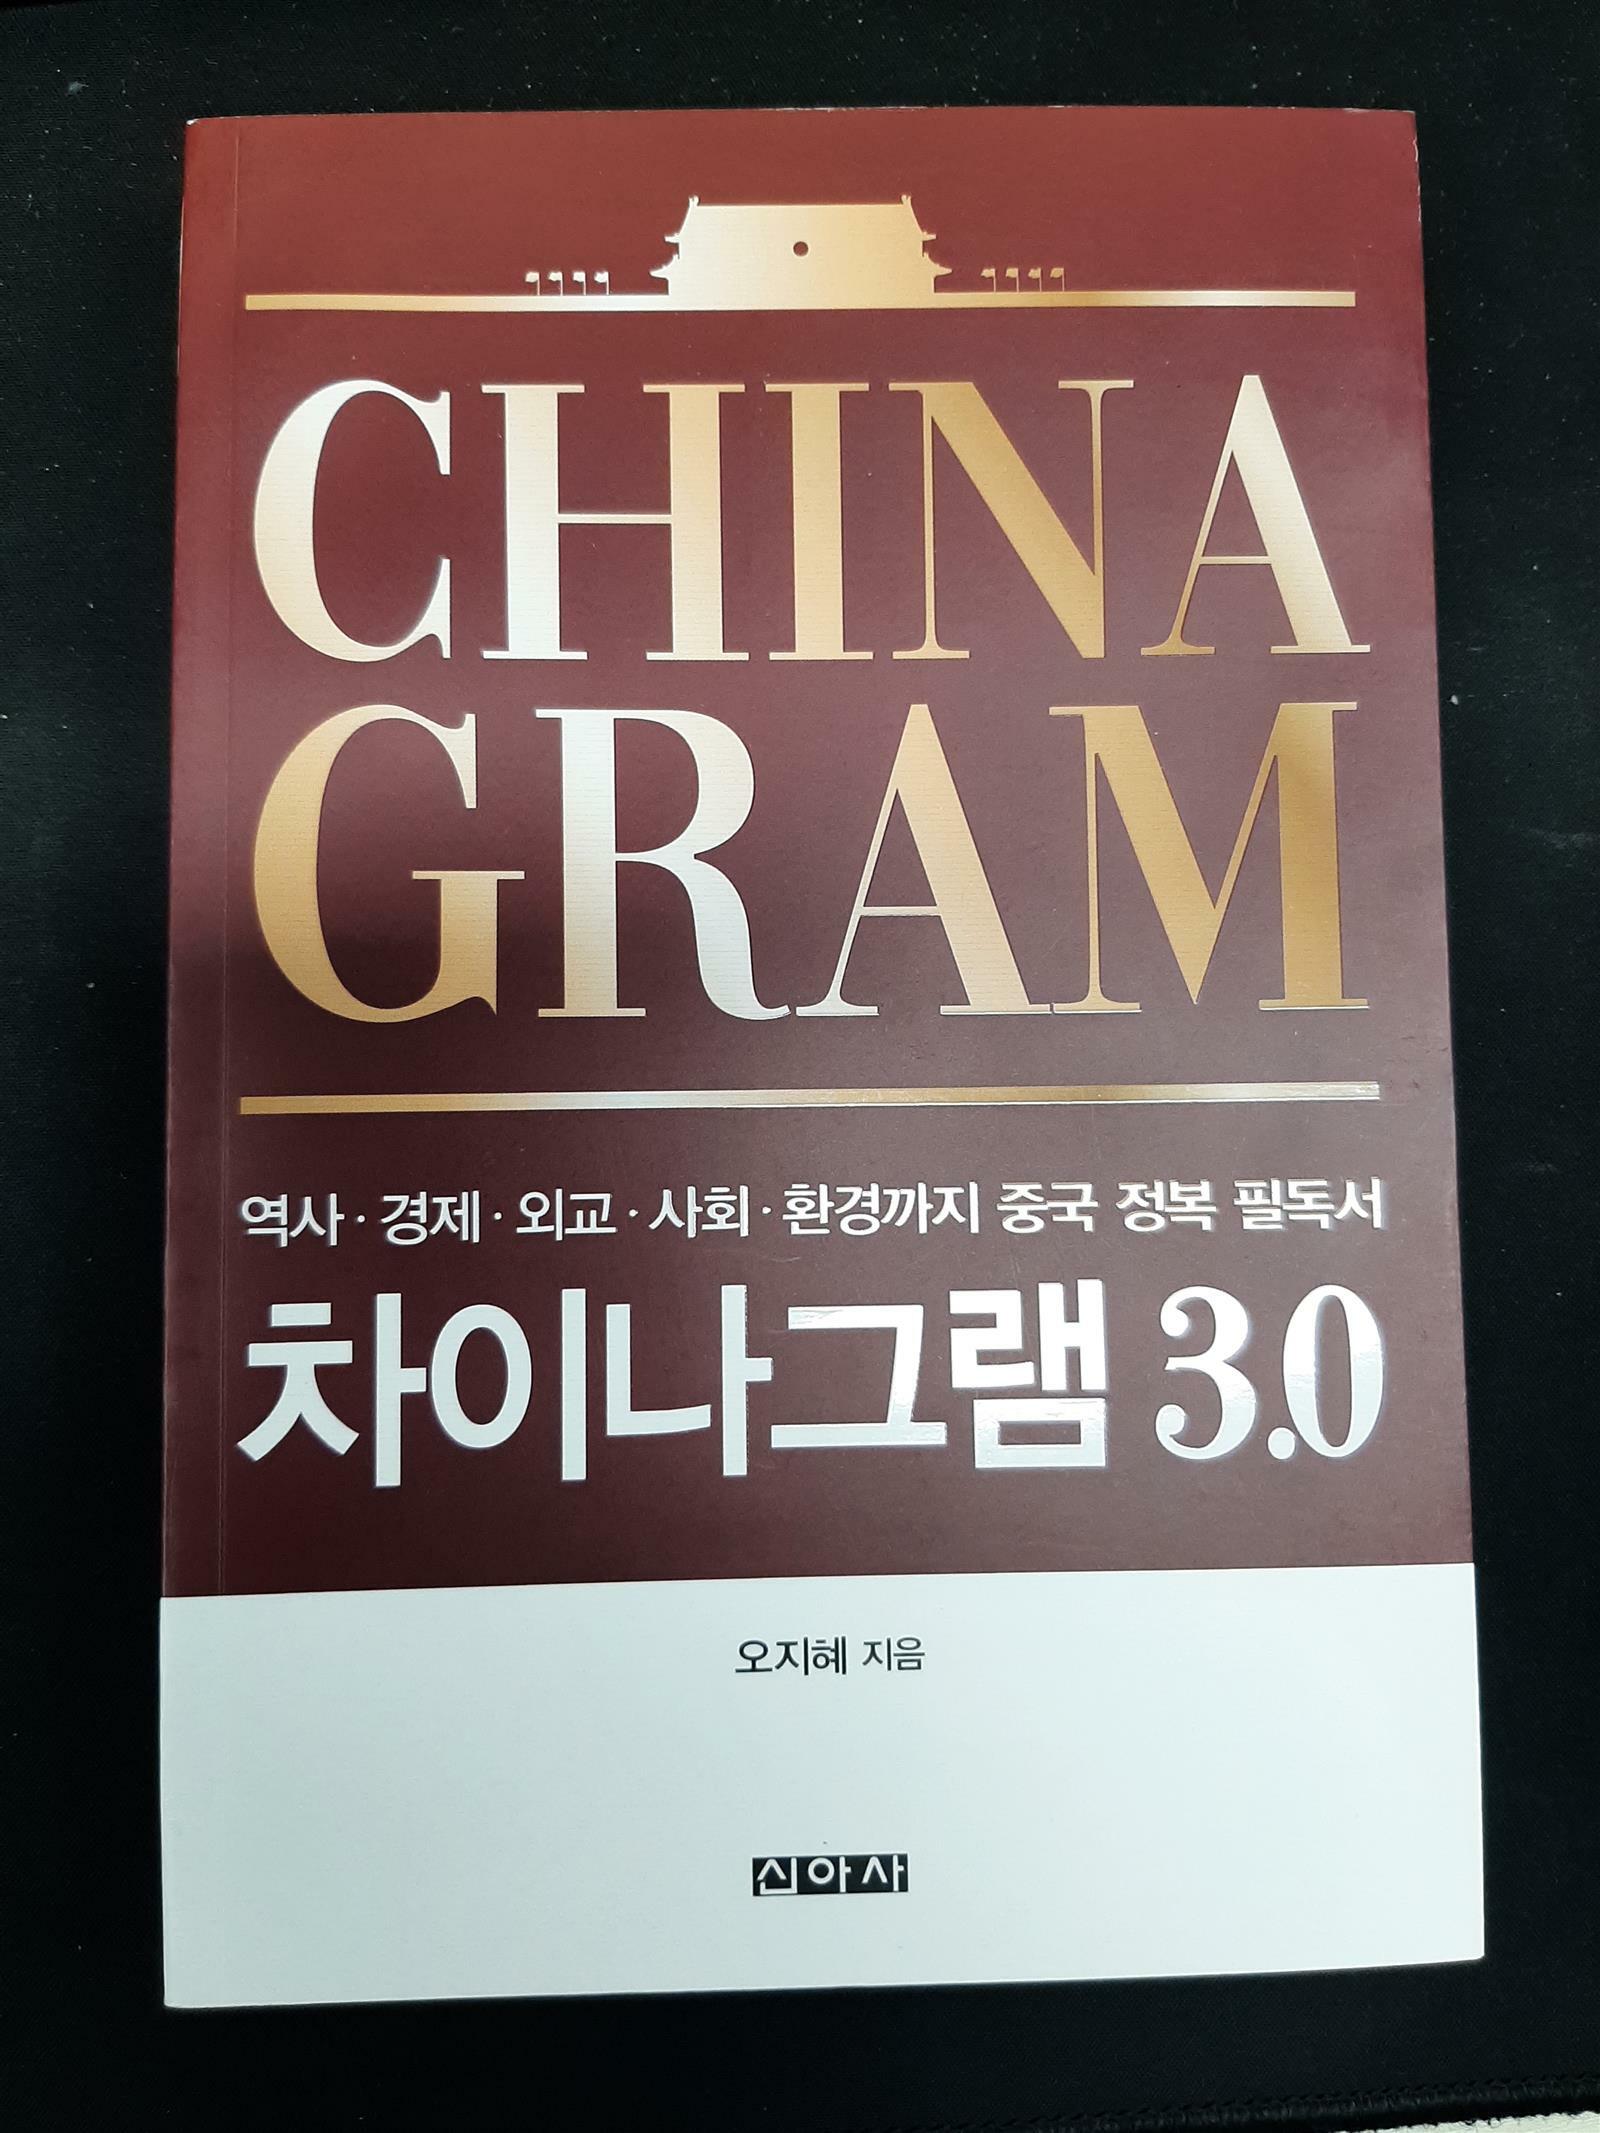 CHINA
GRAM
역사·경제·외교·사회·환경까지 중국 정복 필독서
차이나그램 3.0
오지혜 지음
신아사